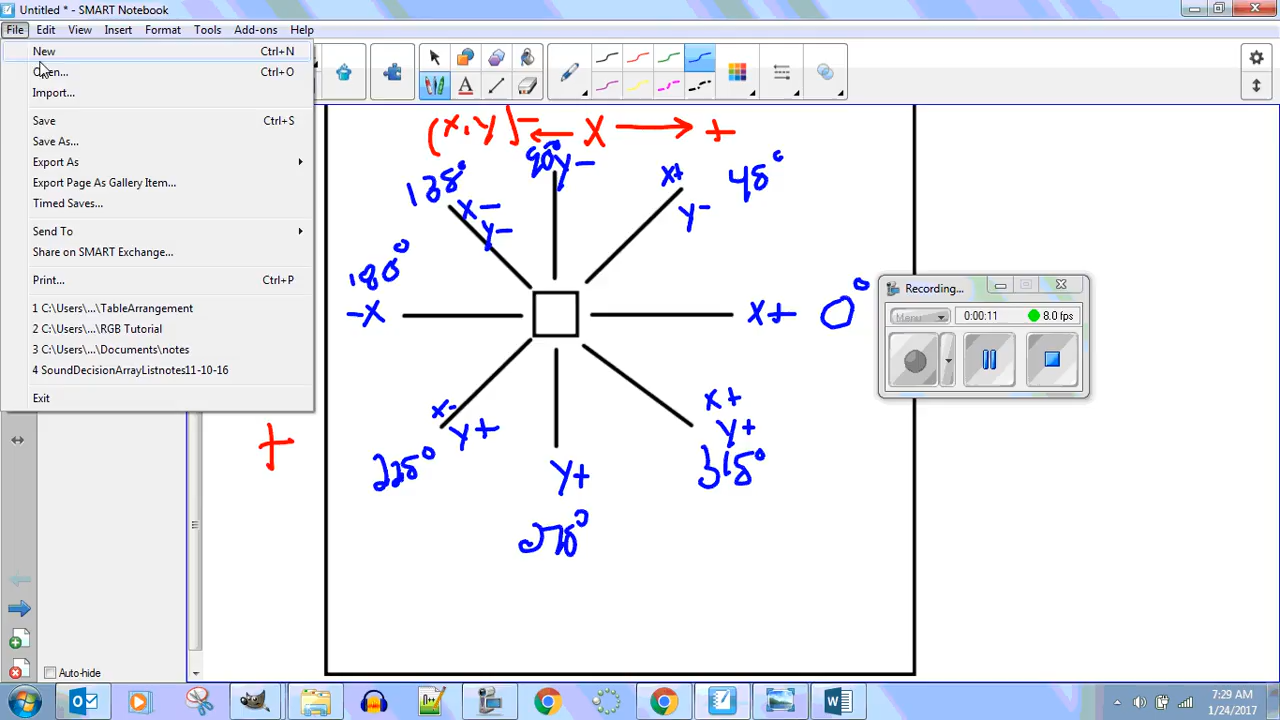 Untitled * - SMART Notebook
File Edit View Insert Format Tools Add-ons Help
New Ctrl+N
Open... Ctrl+O
Import...
Save Ctrl+S
Save As...
Export As
Export Page As Gallery Item...
Timed Saves...
Send To
Share on SMART Exchange...
Print... Ctrl+P
1 C:\Users\...\TableArrangement
2 C:\Users\...\RGB Tutorial
3 C:\Users\...\Documents\notes
4 SoundDecisionArrayListnotes11-10-16
Exit
(X,Y) - ← X → +
90° Y-
135° X-
Y-
X+ 45°
Y-
180°
-X
X+ 0°
X-
Y+
225°
Y+
270°
X+
Y+
315°
+
Recording...
Menu 0:00:11 8.0 fps
Auto-hide
7:29 AM
1/24/2017